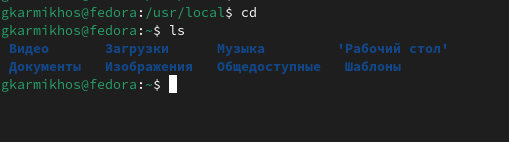 gkarmikhos@fedora:/usr/local$ cd
gkarmikhos@fedora:~$ ls
Видео Загрузки Музыка 'Рабочий стол'
Документы Изображения Общедоступные Шаблоны
gkarmikhos@fedora:~$